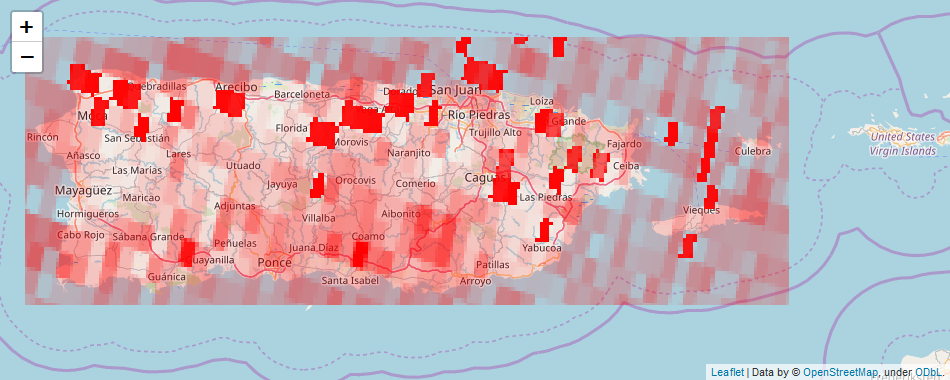 +
−
Quebradillas
Arecibo
Barceloneta
Dorado
San Juan
Loíza
Moca
Florida
Río Piedras
Grande
Rincón
San Sebastián
Morovis
Trujillo Alto
Fajardo
Culebra
United States
Virgin Islands
Añasco
Lares
Naranjito
Ceiba
Las Marías
Utuado
Mayagüez
Jayuya
Orocovis
Comerío
Caguas
Maricao
Las Piedras
Hormigueros
Adjuntas
Villalba
Aibonito
Vieques
Cabo Rojo
Sábana Grande
Peñuelas
Juana Díaz
Coamo
Yabucoa
Guayanilla
Ponce
Patillas
Guánica
Santa Isabel
Arroyo
Leaflet | Data by © OpenStreetMap, under ODbL.